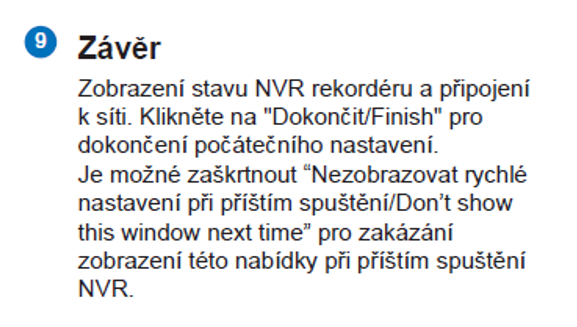 9 Závěr
Zobrazení stavu NVR rekordéru a připojení
k síti. Klikněte na "Dokončit/Finish" pro
dokončení počátečního nastavení.
Je možné zaškrtnout “Nezobrazovat rychlé
nastavení při příštím spuštění/Don’t show
this window next time” pro zakázání
zobrazení této nabídky při příštím spuštění
NVR.